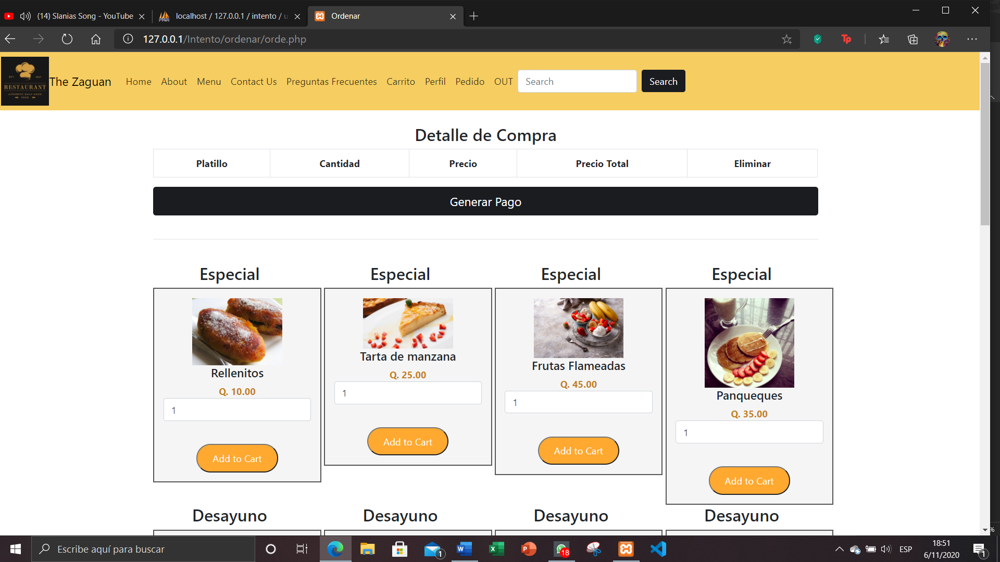 (14) Slanias Song - YouTube
localhost / 127.0.0.1 / intento / u
Ordenar
127.0.0.1/Intento/ordenar/orde.php
RESTAURANT
The Zaguan
Home
About
Menu
Contact Us
Preguntas Frecuentes
Carrito
Perfil
Pedido
OUT
Search
Search
Detalle de Compra
Platillo
Cantidad
Precio
Precio Total
Eliminar
Generar Pago
Especial
Especial
Especial
Especial
Rellenitos
Q. 10.00
1
Add to Cart
Tarta de manzana
Q. 25.00
1
Add to Cart
Frutas Flameadas
Q. 45.00
1
Add to Cart
Panqueques
Q. 35.00
1
Add to Cart
Desayuno
Desayuno
Desayuno
Desayuno
Escribe aquí para buscar
1
18
ESP
18:51
6/11/2020
1